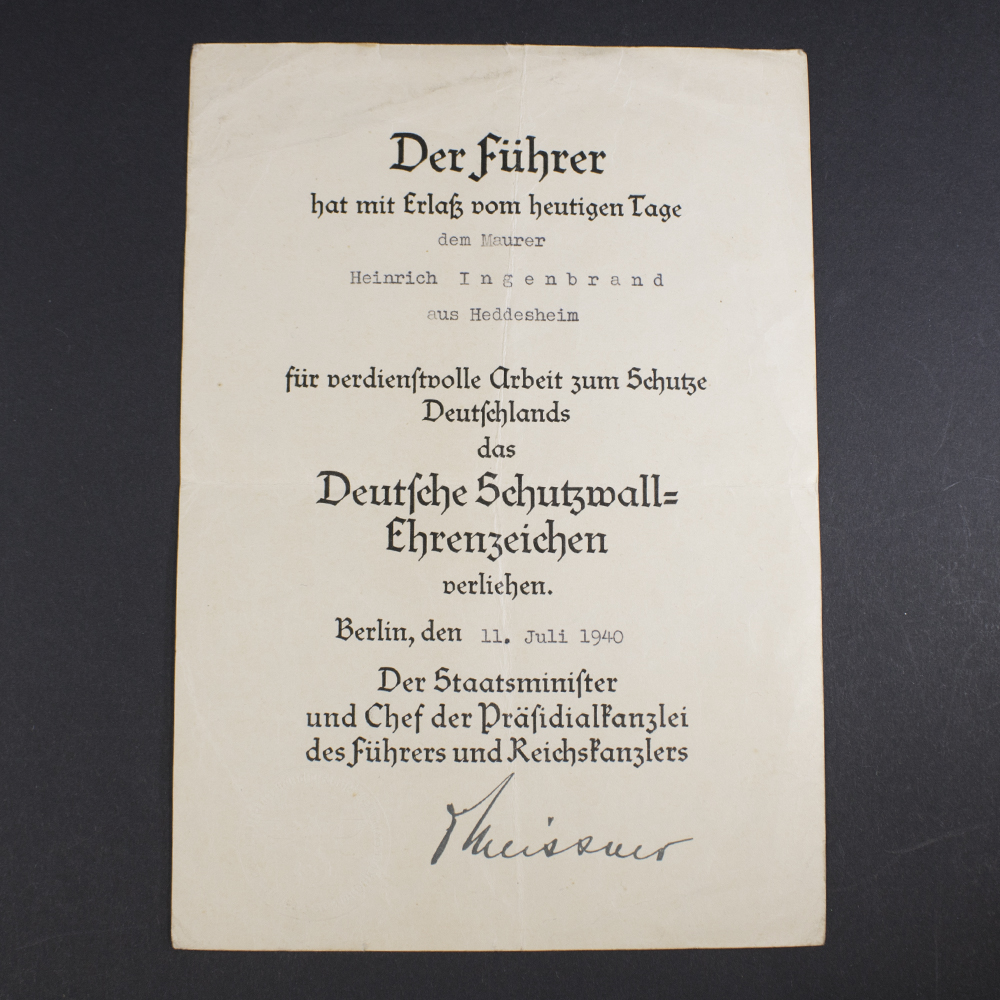 Der Führer
hat mit Erlaß vom heutigen Tage
dem Maurer
Heinrich Ingenbrand
aus Heddesheim
für verdienstvolle Arbeit zum Schutze
Deutschlands
das
Deutsche Schutzwall-
Ehrenzeichen
verliehen.
Berlin, den 11. Juli 1940
Der Staatsminister
und Chef der Präsidialkanzlei
des Führers und Reichskanzlers
Meissner